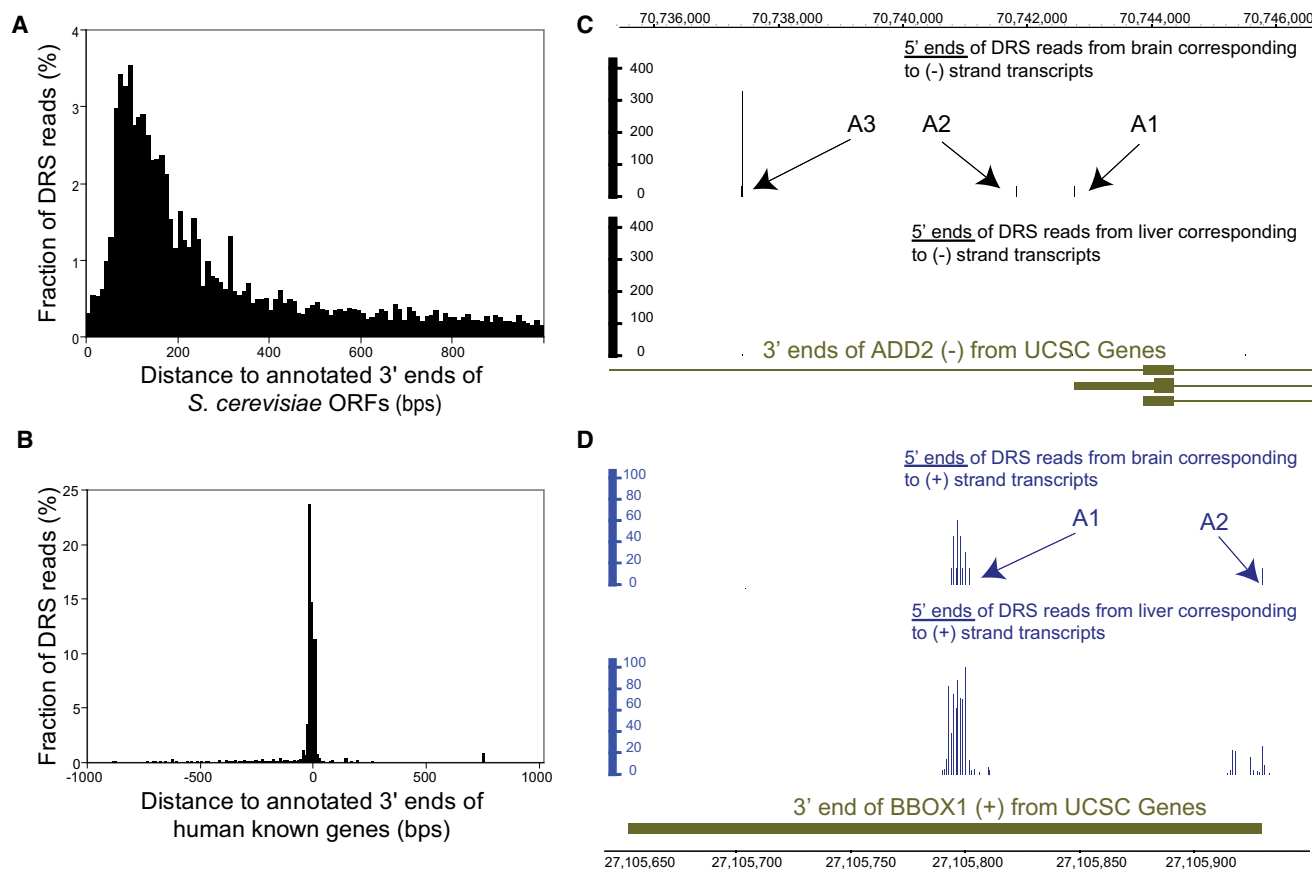 A
4
3
2
1
0
Fraction of DRS reads (%)
0 200 400 600 800
Distance to annotated 3' ends of
S. cerevisiae ORFs (bps)
B
25
20
15
10
5
0
Fraction of DRS reads (%)
-1000 -500 0 500 1000
Distance to annotated 3' ends of
human known genes (bps)
C
70,736,000 70,738,000 70,740,000 70,742,000 70,744,000 70,746,000
5' ends of DRS reads from brain corresponding
to (-) strand transcripts
400
300
200
100
0
A3 A2 A1
5' ends of DRS reads from liver corresponding
to (-) strand transcripts
400
300
200
100
0
3' ends of ADD2 (-) from UCSC Genes
D
5' ends of DRS reads from brain corresponding
to (+) strand transcripts
100
80
60
40
20
0
A1 A2
5' ends of DRS reads from liver corresponding
to (+) strand transcripts
100
80
60
40
20
0
3' end of BBOX1 (+) from UCSC Genes
27,105,650 27,105,700 27,105,750 27,105,800 27,105,850 27,105,900